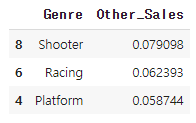 Genre Other_Sales
8 Shooter 0.079098
6 Racing 0.062393
4 Platform 0.058744